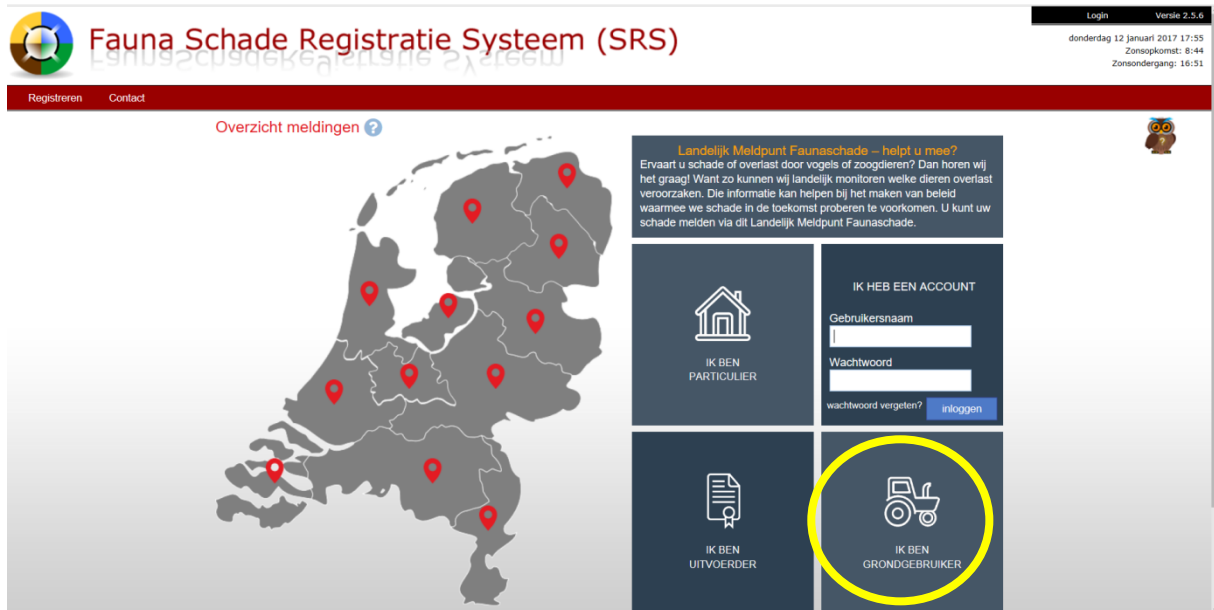 Login Versie 2.5.6
Fauna Schade Registratie Systeem (SRS)
donderdag 12 januari 2017 17:55
Zonsopkomst: 8:44
Zonsondergang: 16:51
Registreren Contact
Overzicht meldingen ?
Landelijk Meldpunt Faunaschade – helpt u mee?
Ervaart u schade of overlast door vogels of zoogdieren? Dan horen wij
het graag! Want zo kunnen wij landelijk monitoren welke dieren overlast
veroorzaken. Die informatie kan helpen bij het maken van beleid
waarmee we schade in de toekomst proberen te voorkomen. U kunt uw
schade melden via dit Landelijk Meldpunt Faunaschade.
IK BEN
PARTICULIER
IK HEB EEN ACCOUNT
Gebruikersnaam
Wachtwoord
wachtwoord vergeten? inloggen
IK BEN
UITVOERDER
IK BEN
GRONDGEBRUIKER